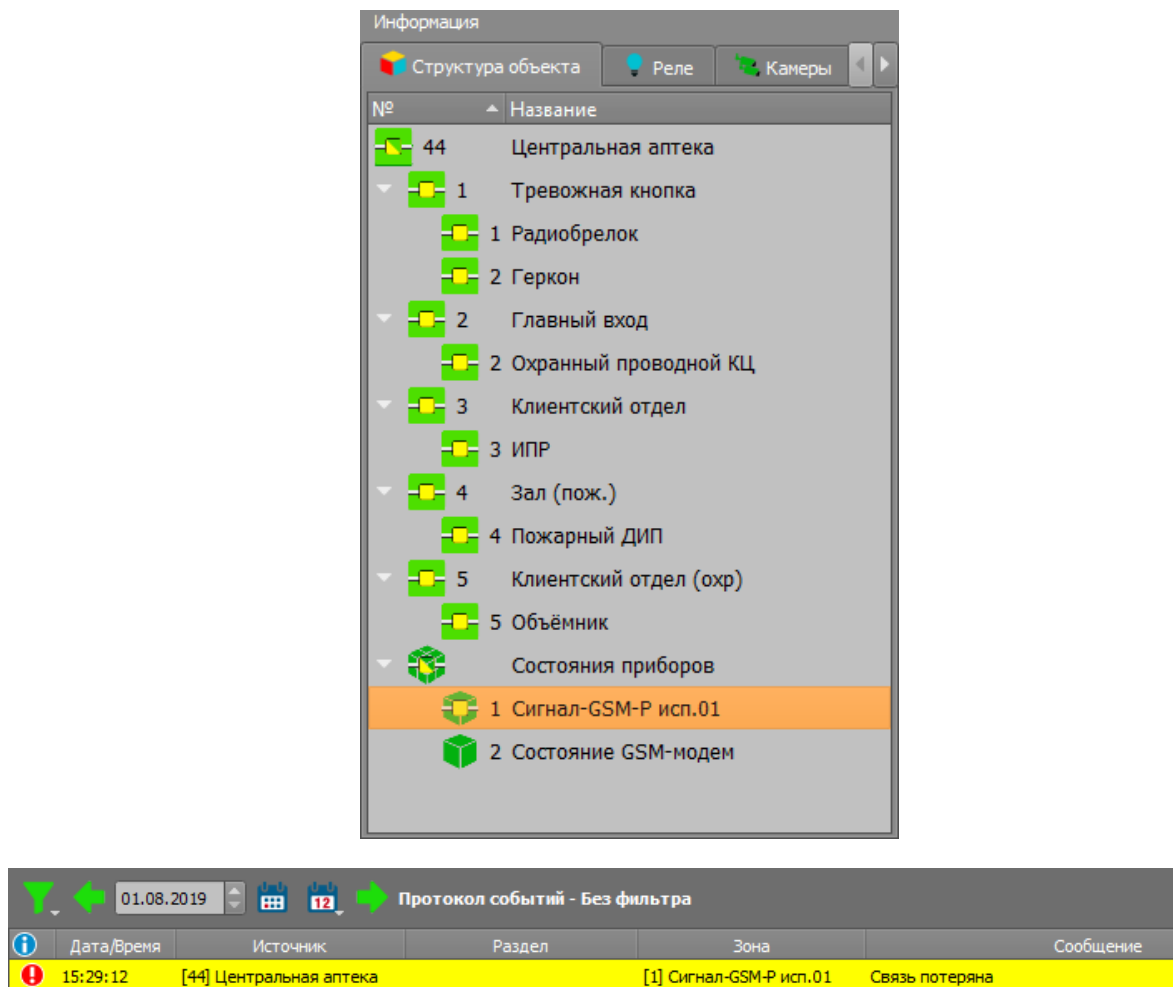 Информация
Структура объекта Реле Камеры
№ Название
44 Центральная аптека
1 Тревожная кнопка
1 Радиобрелок
2 Геркон
2 Главный вход
2 Охранный проводной КЦ
3 Клиентский отдел
3 ИПР
4 Зал (пож.)
4 Пожарный ДИП
5 Клиентский отдел (охр)
5 Объёмник
Состояния приборов
1 Сигнал-GSM-P исп.01
2 Состояние GSM-модем
01.08.2019 12 Протокол событий - Без фильтра
Дата/Время Источник Раздел Зона Сообщение
15:29:12 [44] Центральная аптека [1] Сигнал-GSM-P исп.01 Связь потеряна